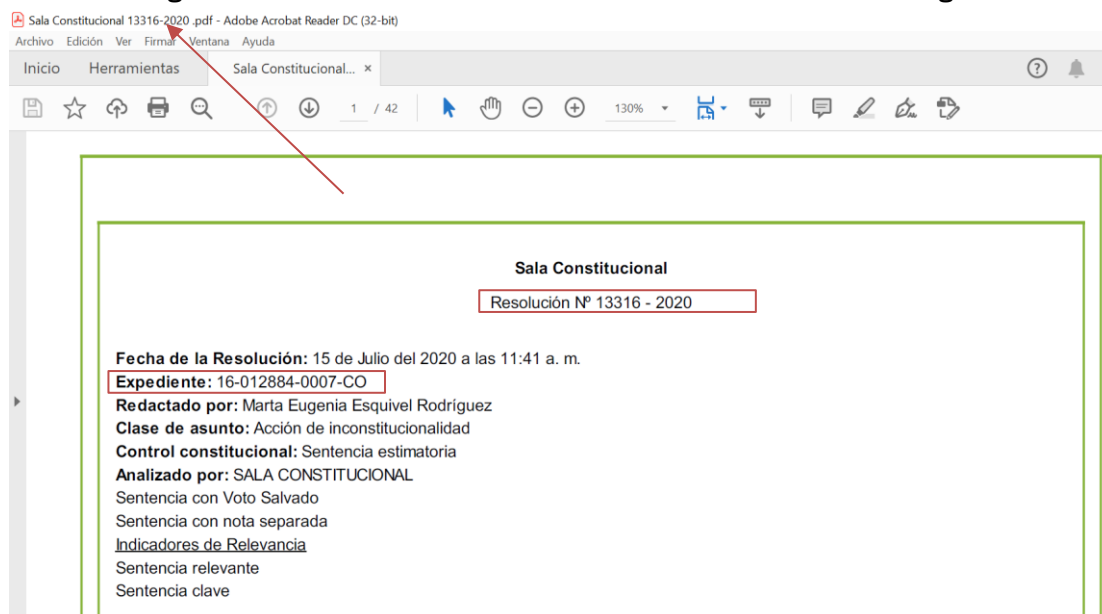 Sala Constitucional 13316-2020 .pdf - Adobe Acrobat Reader DC (32-bit)
Archivo Edición Ver Firmar Ventana Ayuda
Inicio Herramientas Sala Constitucional... ×
1 / 42 130%
Sala Constitucional
Resolución Nº 13316 - 2020
Fecha de la Resolución: 15 de Julio del 2020 a las 11:41 a. m.
Expediente: 16-012884-0007-CO
Redactado por: Marta Eugenia Esquivel Rodríguez
Clase de asunto: Acción de inconstitucionalidad
Control constitucional: Sentencia estimatoria
Analizado por: SALA CONSTITUCIONAL
Sentencia con Voto Salvado
Sentencia con nota separada
Indicadores de Relevancia
Sentencia relevante
Sentencia clave